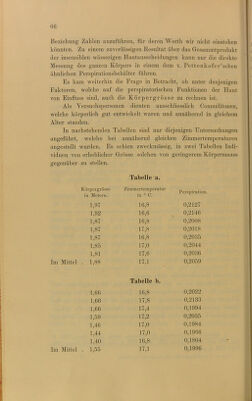 66
Beziehung Zahlen anzuführen, für deren Werth wir nicht einstehen
könnten. Zu einem zuverlässigen Resultat über das Gesammtprodukt
der insensiblen wässerigen Hautausscheidungen kann nur die direkte
Messung des ganzen Körpers in einem dem v. Pettenkofer'schen
ähnlichen Perspirationsbehälter führen.
Es kam weiterhin die Frage in Betracht, ob unter denjenigen
Faktoren, welche auf die perspiratorischen Funktionen der Haut
von Einfluss sind, auch die Körpergrösse zu rechnen ist.
Als Versuchspersonen dienten ausschliesslich Commilitonen,
welche körperlich gut entwickelt waren und annähernd in gleichem
Alter standen.
In nachstehenden Tabellen sind nur diejenigen Untersuchungen
angeführt, welche bei annähernd gleichen Zimmertemperaturen
angestellt wurden. Es schien zweckmässig, in zwei Tabellen Indi-
viduen von erheblicher Grösse solchen von geringerem Körpermaass
gegenüber zu stellen.
Tabelle a.
Körpergrösse in Metern. Zimmertemperatur in ° C. Perspiration.
1,97 16,8 0,2127
1,92 16,6 0,2146
1,87 16,8 0,2008
1,87 17,8 0,2018
1,87 16,8 0,2035
1,85 17,0 0,2044
1,81 17,6 0,2036
Im Mittel . 1,88 17,1 0,2059
Tabelle b.
1,66 16,8 0,2022
1,66 17,8 0,2133
1,66 17,4 0,1994
1,59 17,2 0,2035
1,46 17,0 0,1984
1,44 17,0 0,1936
1,40 16,8 0,1904
Im Mittel . 1,55 17,1 0,1996